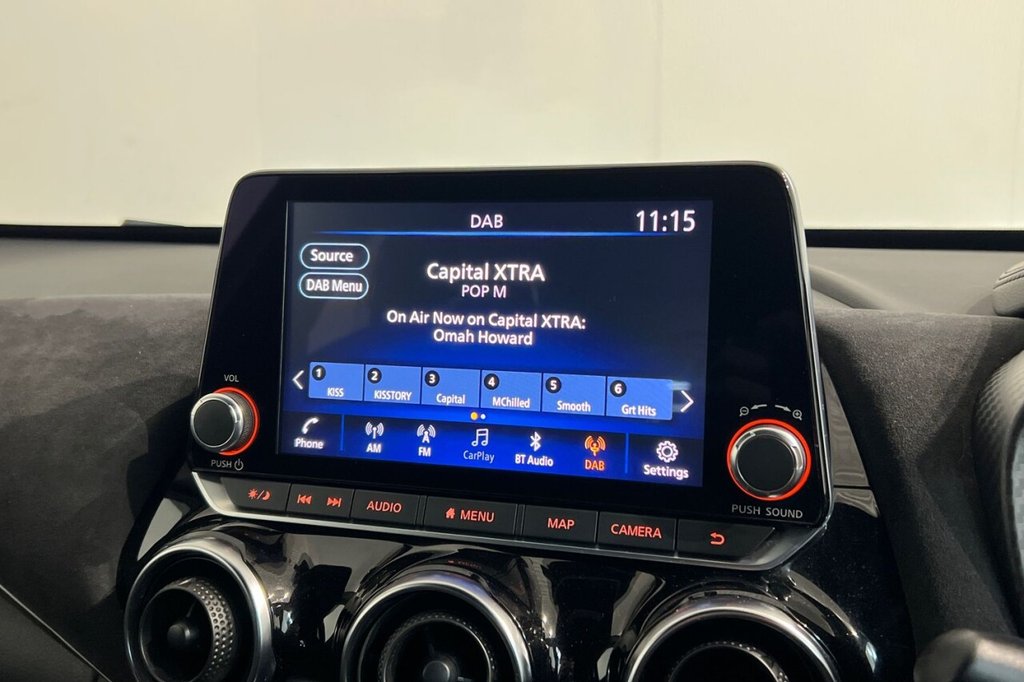 DAB 11:15
Source
DAB Menu
Capital XTRA
POP M
On Air Now on Capital XTRA:
Omah Howard
1 2 3 4 5 6
KISS KISSTORY Capital MChilled Smooth Grt Hits
Phone AM FM CarPlay BT Audio DAB Settings
VOL
PUSH
PUSH SOUND
AUDIO MENU MAP CAMERA